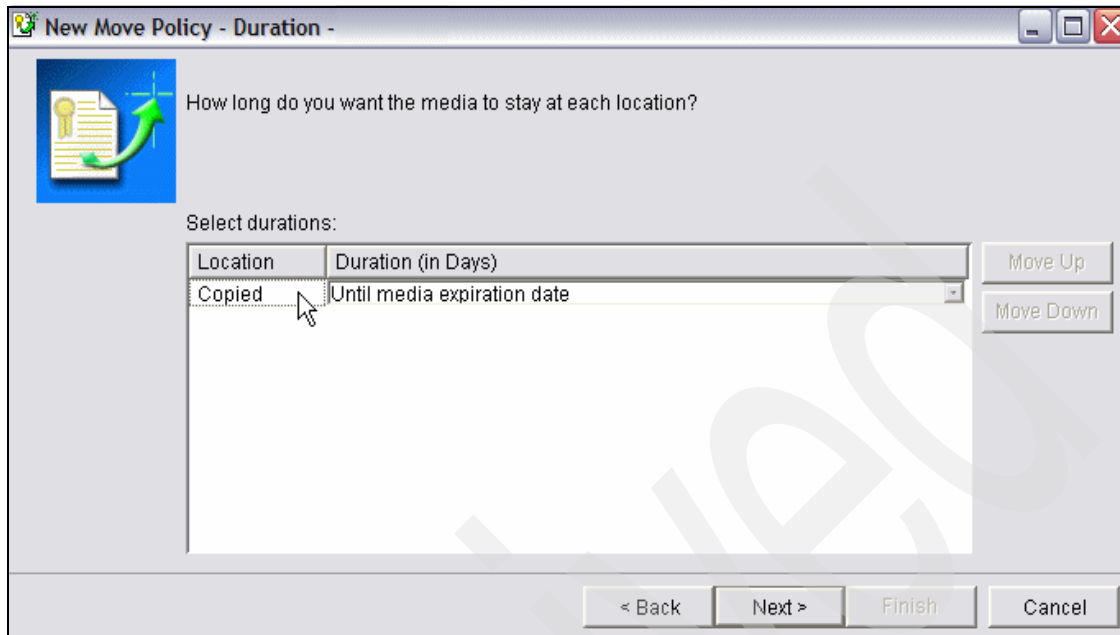 New Move Policy - Duration -
How long do you want the media to stay at each location?
Select durations:
Location Duration (in Days)
Copied Until media expiration date
Move Up
Move Down
< Back Next > Finish Cancel